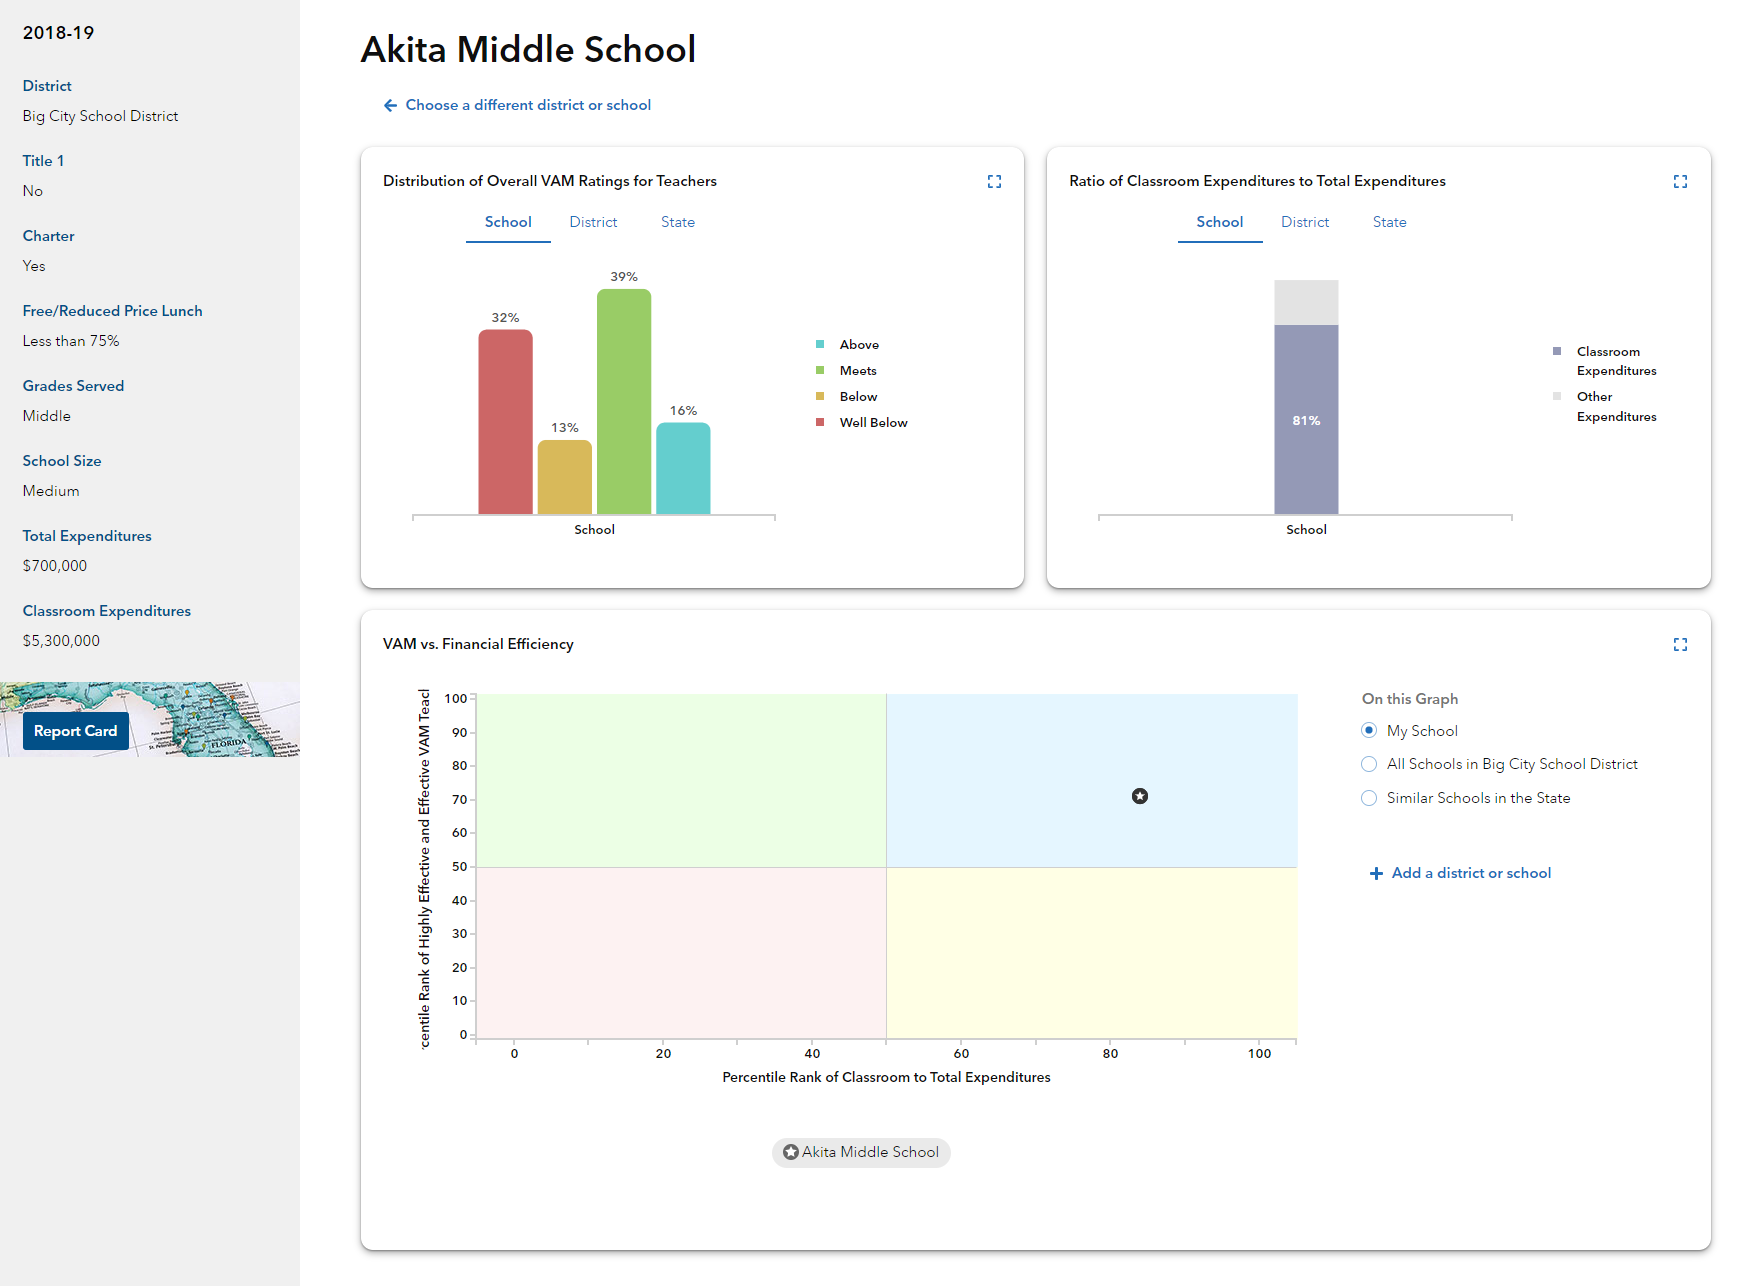 2018-19
District
Big City School District
Title 1
No
Charter
Yes
Free/Reduced Price Lunch
Less than 75%
Grades Served
Middle
School Size
Medium
Total Expenditures
$700,000
Classroom Expenditures
$5,300,000
Report Card
FLORIDA
Akita Middle School
Choose a different district or school
Distribution of Overall VAM Ratings for Teachers
School District State
39%
32%
16%
13%
School
Above
Meets
Below
Well Below
Ratio of Classroom Expenditures to Total Expenditures
School District State
81%
School
Classroom
Expenditures
Other
Expenditures
VAM vs. Financial Efficiency
centile Rank of Highly Effective and Effective VAM Teacl
100
90
80
70
60
50
40
30
20
10
0
0 20 40 60 80 100
Percentile Rank of Classroom to Total Expenditures
Akita Middle School
On this Graph
My School
All Schools in Big City School District
Similar Schools in the State
Add a district or school